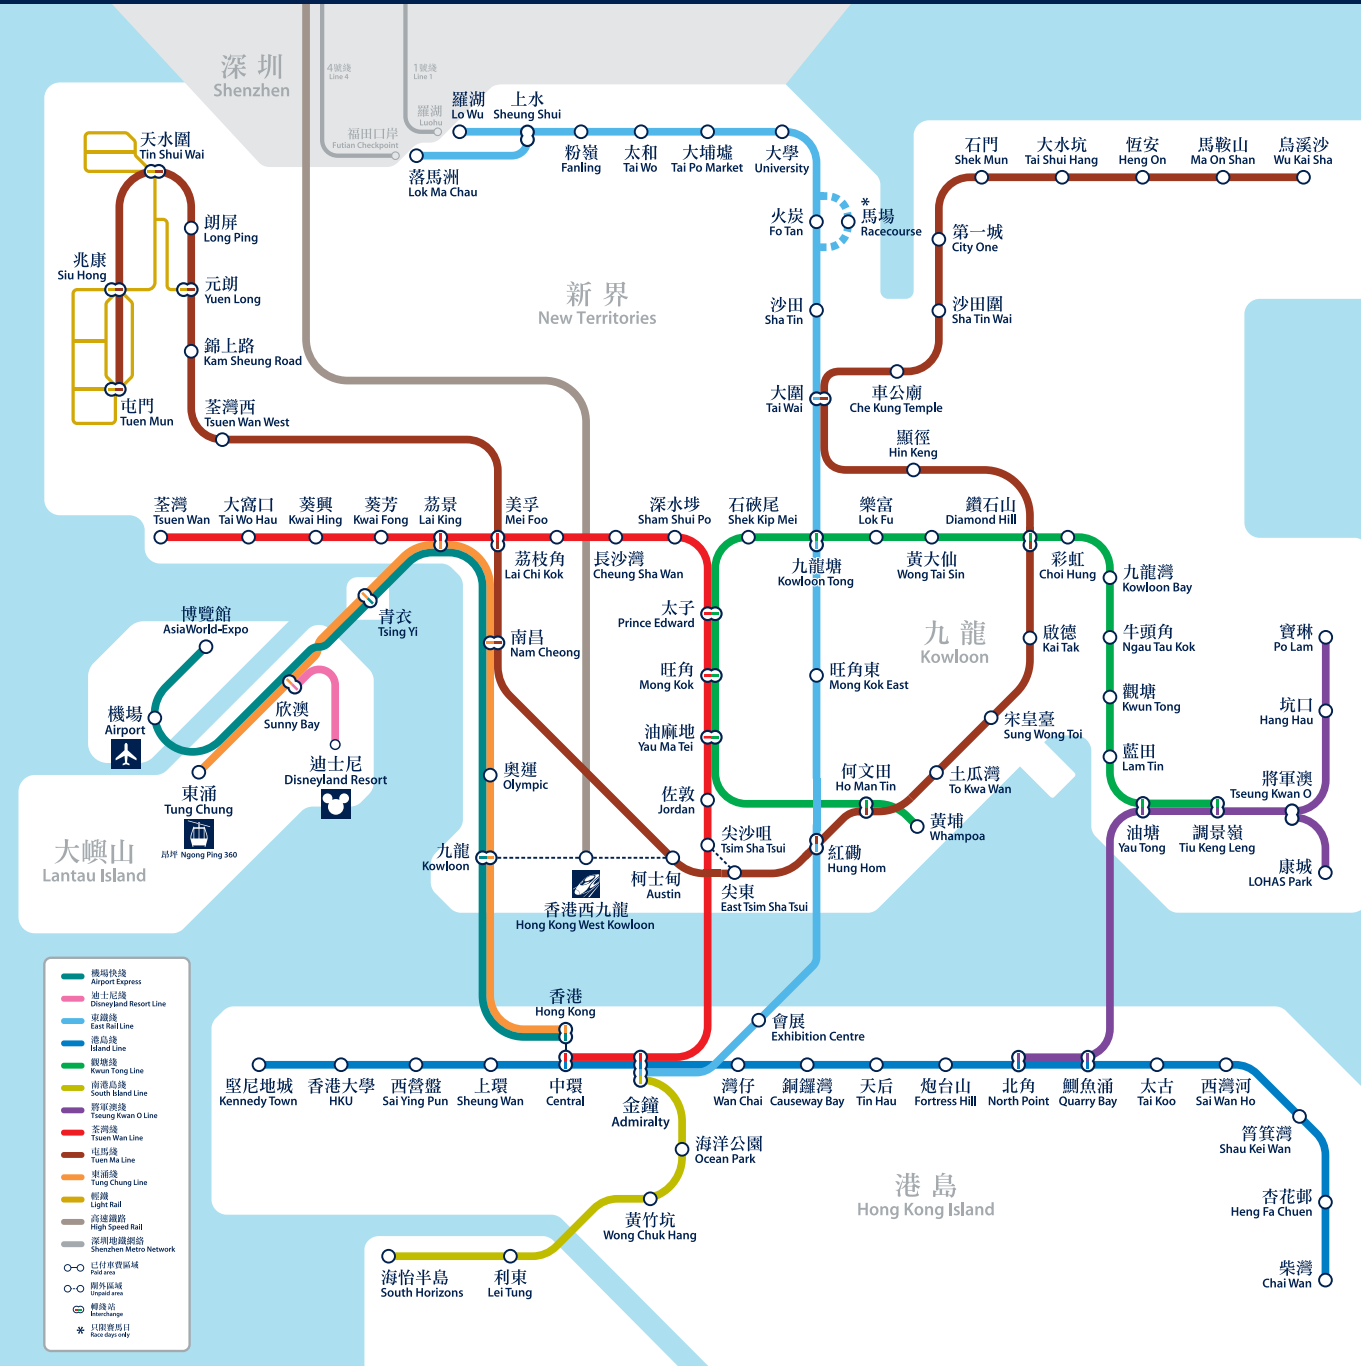 深圳
Shenzhen
4號綫
Line 4
1號綫
Line 1
羅湖
Luohu
福田口岸
Futian Checkpoint
羅湖
Lo Wu
上水
Sheung Shui
落馬洲
Lok Ma Chau
粉嶺
Fanling
太和
Tai Wo
大埔墟
Tai Po Market
大學
University
火炭
Fo Tan
*
馬場
Racecourse
沙田
Sha Tin
大圍
Tai Wai
石門
Shek Mun
大水坑
Tai Shui Hang
恆安
Heng On
馬鞍山
Ma On Shan
烏溪沙
Wu Kai Sha
第一城
City One
沙田圍
Sha Tin Wai
車公廟
Che Kung Temple
顯徑
Hin Keng
天水圍
Tin Shui Wai
朗屏
Long Ping
兆康
Siu Hong
元朗
Yuen Long
錦上路
Kam Sheung Road
屯門
Tuen Mun
荃灣西
Tsuen Wan West
新界
New Territories
荃灣
Tsuen Wan
大窩口
Tai Wo Hau
葵興
Kwai Hing
葵芳
Kwai Fong
荔景
Lai King
美孚
Mei Foo
荔枝角
Lai Chi Kok
長沙灣
Cheung Sha Wan
深水埗
Sham Shui Po
石硤尾
Shek Kip Mei
九龍塘
Kowloon Tong
樂富
Lok Fu
黃大仙
Wong Tai Sin
鑽石山
Diamond Hill
彩虹
Choi Hung
九龍灣
Kowloon Bay
牛頭角
Ngau Tau Kok
觀塘
Kwun Tong
藍田
Lam Tin
油塘
Yau Tong
調景嶺
Tiu Keng Leng
將軍澳
Tseung Kwan O
坑口
Hang Hau
寶琳
Po Lam
康城
LOHAS Park
九龍
Kowloon
啟德
Kai Tak
宋皇臺
Sung Wong Toi
土瓜灣
To Kwa Wan
何文田
Ho Man Tin
黃埔
Whampoa
紅磡
Hung Hom
旺角東
Mong Kok East
太子
Prince Edward
旺角
Mong Kok
油麻地
Yau Ma Tei
佐敦
Jordan
尖沙咀
Tsim Sha Tsui
尖東
East Tsim Sha Tsui
柯士甸
Austin
香港西九龍
Hong Kong West Kowloon
九龍
Kowloon
奧運
Olympic
南昌
Nam Cheong
青衣
Tsing Yi
博覽館
AsiaWorld-Expo
機場
Airport
欣澳
Sunny Bay
迪士尼
Disneyland Resort
東涌
Tung Chung
昂坪 Ngong Ping 360
大嶼山
Lantau Island
香港
Hong Kong
堅尼地城
Kennedy Town
香港大學
HKU
西營盤
Sai Ying Pun
上環
Sheung Wan
中環
Central
金鐘
Admiralty
會展
Exhibition Centre
灣仔
Wan Chai
銅鑼灣
Causeway Bay
天后
Tin Hau
炮台山
Fortress Hill
北角
North Point
鰂魚涌
Quarry Bay
太古
Tai Koo
西灣河
Sai Wan Ho
筲箕灣
Shau Kei Wan
杏花邨
Heng Fa Chuen
柴灣
Chai Wan
海洋公園
Ocean Park
黃竹坑
Wong Chuk Hang
利東
Lei Tung
海怡半島
South Horizons
港島
Hong Kong Island
機場快綫
Airport Express
迪士尼綫
Disneyland Resort Line
東鐵綫
East Rail Line
港島綫
Island Line
觀塘綫
Kwun Tong Line
南港島綫
South Island Line
將軍澳綫
Tseung Kwan O Line
荃灣綫
Tsuen Wan Line
屯馬綫
Tuen Ma Line
東涌綫
Tung Chung Line
輕鐵
Light Rail
高速鐵路
High Speed Rail
深圳地鐵網絡
Shenzhen Metro Network
已付車費區域
Paid area
閘外區域
Unpaid area
轉綫站
Interchange
* 只限賽馬日
Race days only